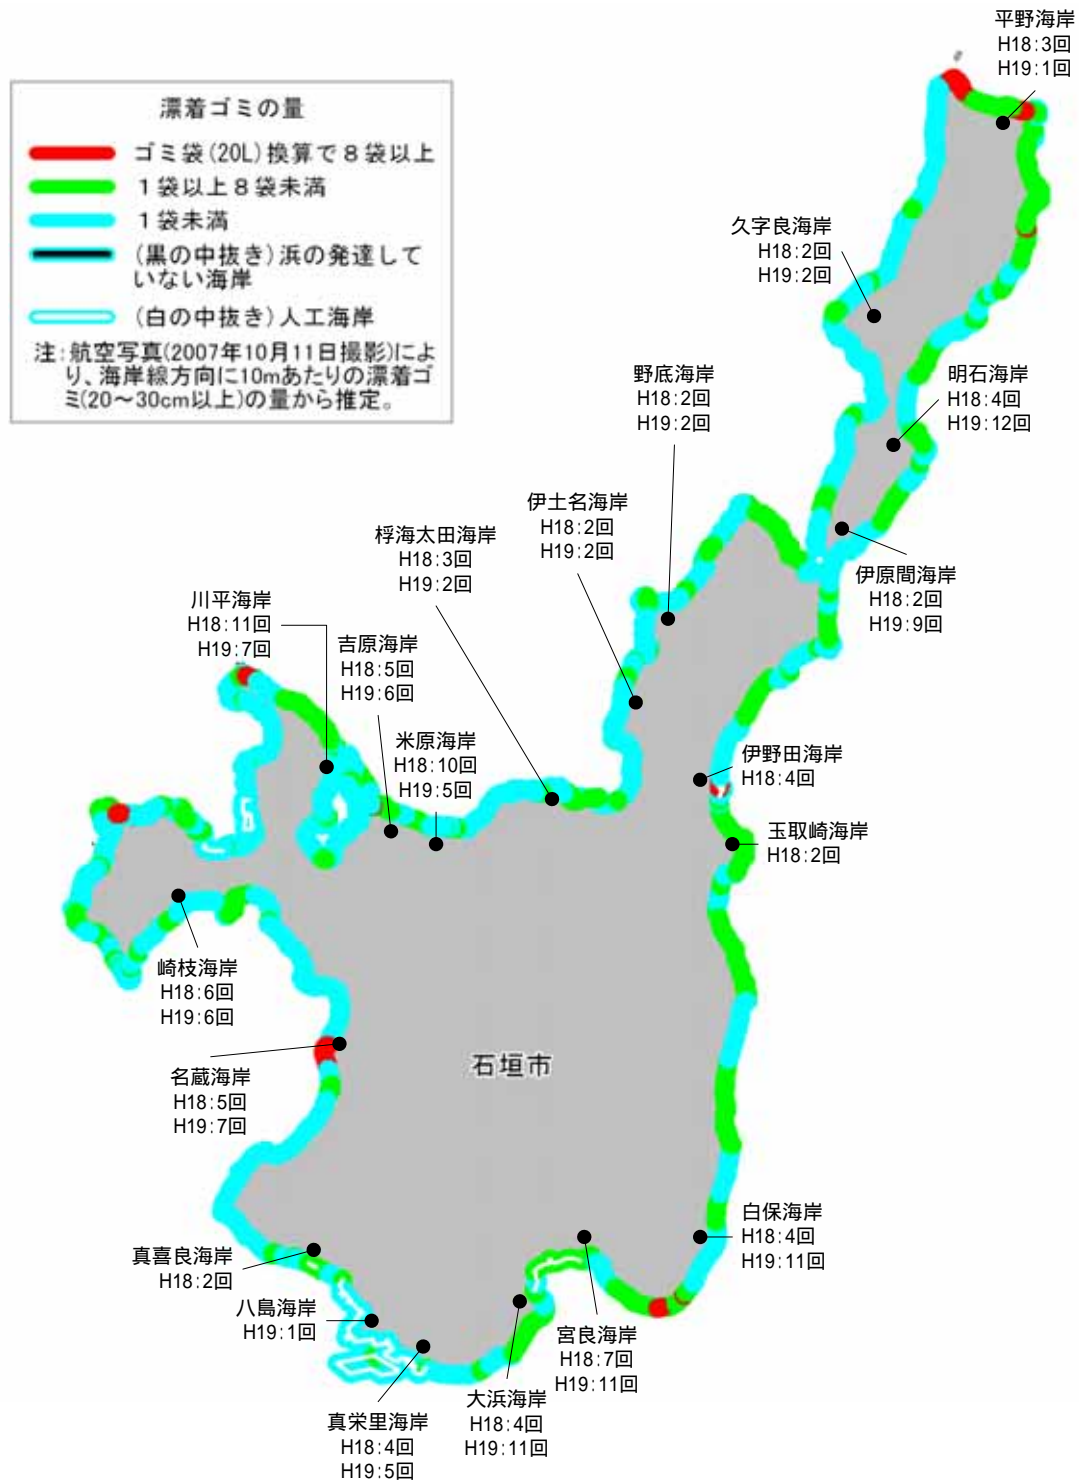 平野海岸
H18:3回
H19:1回
漂着ゴミの量
ゴミ袋(20L)換算で8袋以上
1袋以上8袋未満
1袋未満
(黒の中抜き)浜の発達して
いない海岸
(白の中抜き)人工海岸
注:航空写真(2007年10月11日撮影)によ
り、海岸線方向に10mあたりの漂着ゴ
ミ(20～30cm以上)の量から推定。
久宇良海岸
H18:2回
H19:2回
野底海岸
H18:2回
H19:2回
明石海岸
H18:4回
H19:12回
伊土名海岸
H18:2回
H19:2回
桴海太田海岸
H18:3回
H19:2回
伊原間海岸
H18:2回
H19:9回
川平海岸
H18:11回
H19:7回
吉原海岸
H18:5回
H19:6回
米原海岸
H18:10回
H19:5回
伊野田海岸
H18:4回
玉取崎海岸
H18:2回
崎枝海岸
H18:6回
H19:6回
名蔵海岸
H18:5回
H19:7回
石垣市
白保海岸
H18:4回
H19:11回
真喜良海岸
H18:2回
八島海岸
H19:1回
宮良海岸
H18:7回
H19:11回
大浜海岸
H18:4回
H19:11回
真栄里海岸
H18:4回
H19:5回